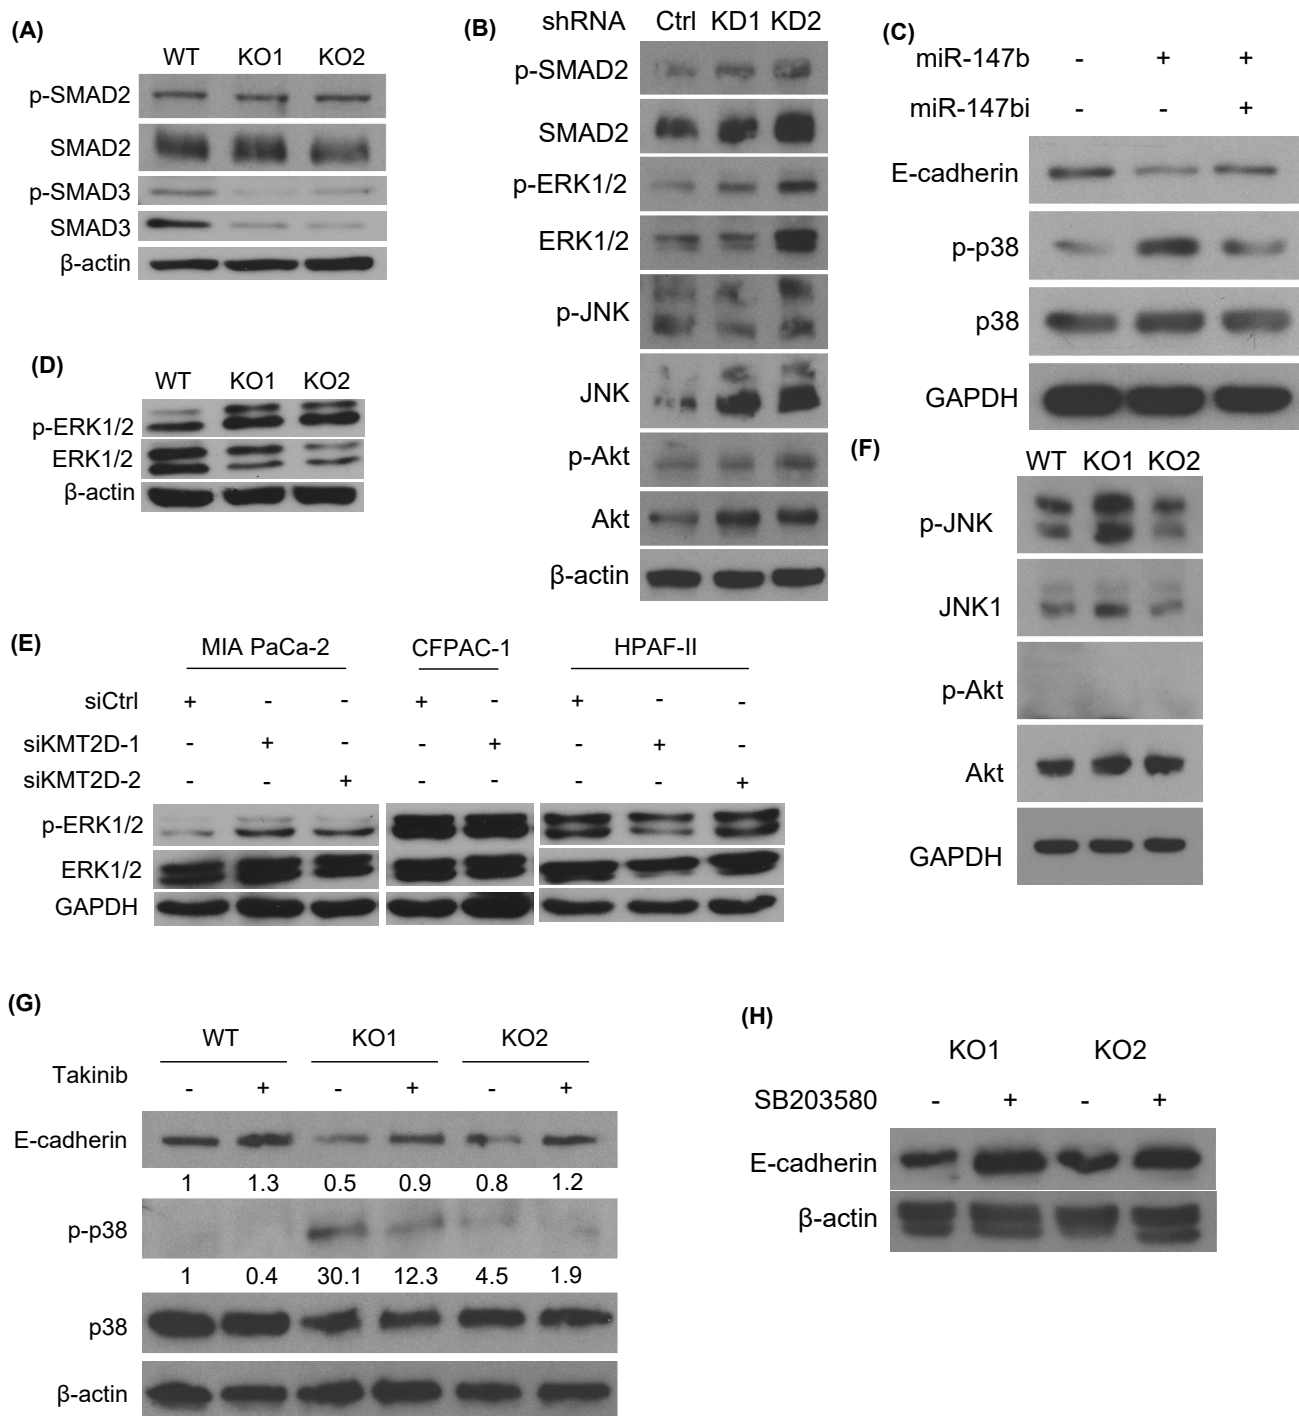 (A)
WT KO1 KO2
p-SMAD2
SMAD2
p-SMAD3
SMAD3
β-actin
(B)
shRNA Ctrl KD1 KD2
p-SMAD2
SMAD2
p-ERK1/2
ERK1/2
p-JNK
JNK
p-Akt
Akt
β-actin
(C)
miR-147b - + +
miR-147bi - - +
E-cadherin
p-p38
p38
GAPDH
(D)
WT KO1 KO2
p-ERK1/2
ERK1/2
β-actin
(E)
MIA PaCa-2 CFPAC-1 HPAF-II
siCtrl + - - + - + - -
siKMT2D-1 - + - - + - + -
siKMT2D-2 - - + - - - - +
p-ERK1/2
ERK1/2
GAPDH
(F)
WT KO1 KO2
p-JNK
JNK1
p-Akt
Akt
GAPDH
(G)
WT KO1 KO2
Takinib - + - + - +
E-cadherin
1 1.3 0.5 0.9 0.8 1.2
p-p38
1 0.4 30.1 12.3 4.5 1.9
p38
β-actin
(H)
KO1 KO2
SB203580 - + - +
E-cadherin
β-actin